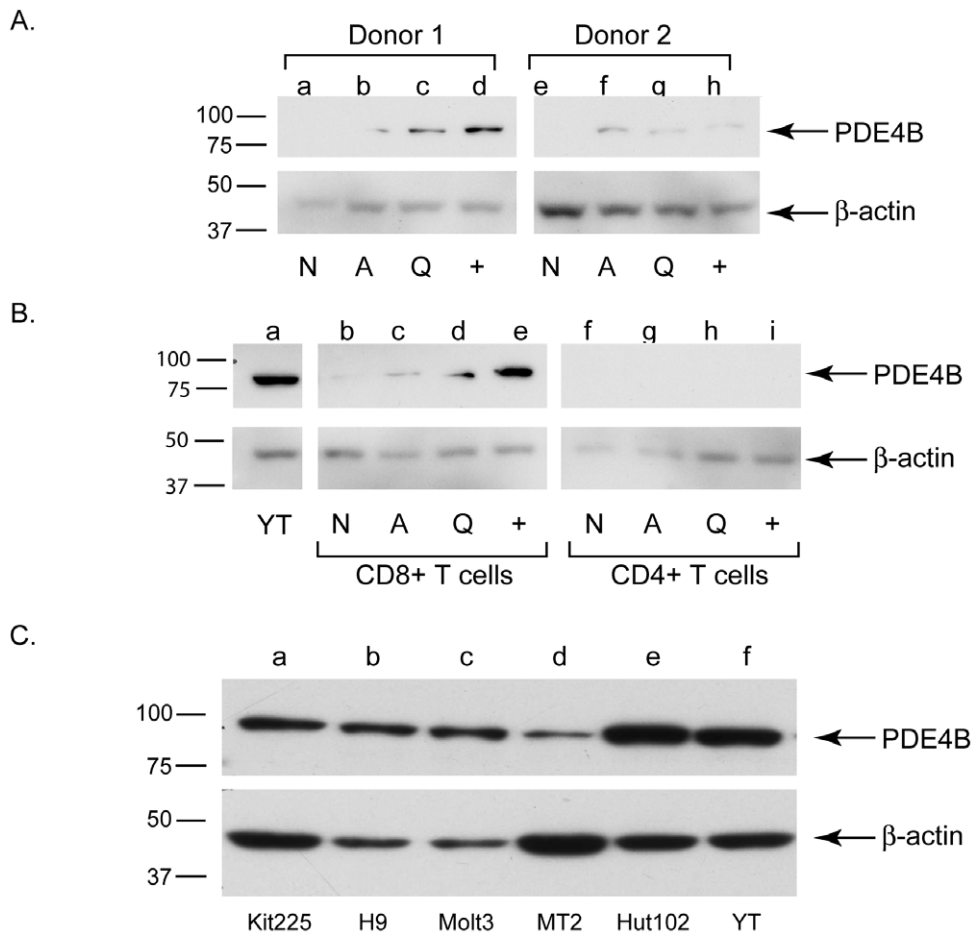 A.
Donor 1 Donor 2
a b c d e f g h
100
75
PDE4B
50
37
β-actin
N A Q + N A Q +
B.
a b c d e f g h i
100
75
PDE4B
50
37
β-actin
YT N A Q + N A Q +
CD8+ T cells CD4+ T cells
C.
a b c d e f
100
75
PDE4B
50
37
β-actin
Kit225 H9 Molt3 MT2 Hut102 YT